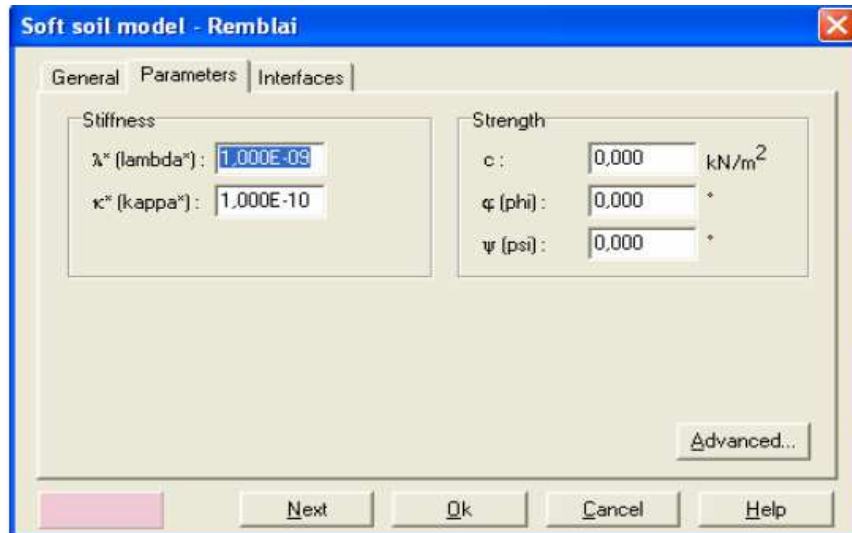 Soft soil model - Remblai
General Parameters Interfaces
Stiffness
λ* (lambda*) : 1,000E-09
κ* (kappa*) : 1,000E-10
Strength
c : 0,000 kN/m²
φ (phi) : 0,000 °
ψ (psi) : 0,000 °
Advanced...
Next Ok Cancel Help